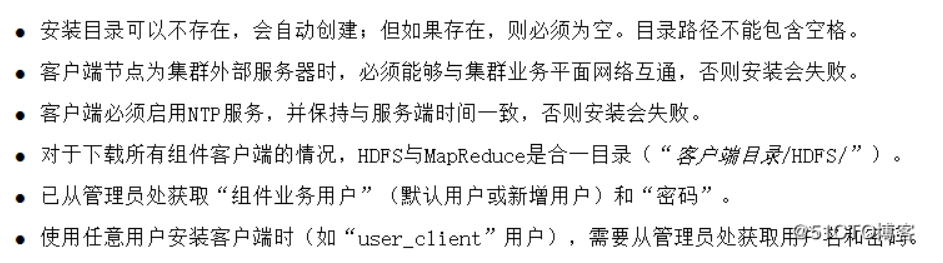 ● 安装目录可以不存在，会自动创建；但如果存在，则必须为空。目录路径不能包含空格。
● 客户端节点为集群外部服务器时，必须能够与集群业务平面网络互通，否则安装会失败。
● 客户端必须启用NTP服务，并保持与服务端时间一致，否则安装会失败。
● 对于下载所有组件客户端的情况，HDFS与MapReduce是合一目录（“客户端目录/HDFS/”）。
● 已从管理员处获取“组件业务用户”（默认用户或新增用户）和“密码”。
● 使用任意用户安装客户端时（如“user_client”用户），需要从管理员处获取用户名和密码。
@51CTO博客